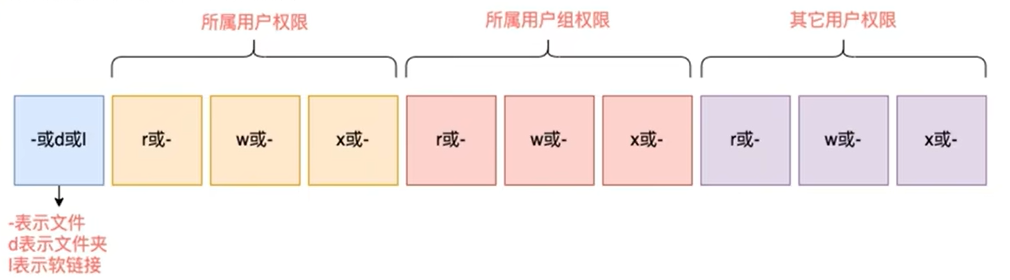 所属用户权限
所属用户组权限
其它用户权限
-或d或l
r或-
w或-
x或-
r或-
w或-
x或-
r或-
w或-
x或-
-表示文件
d表示文件夹
l表示软链接